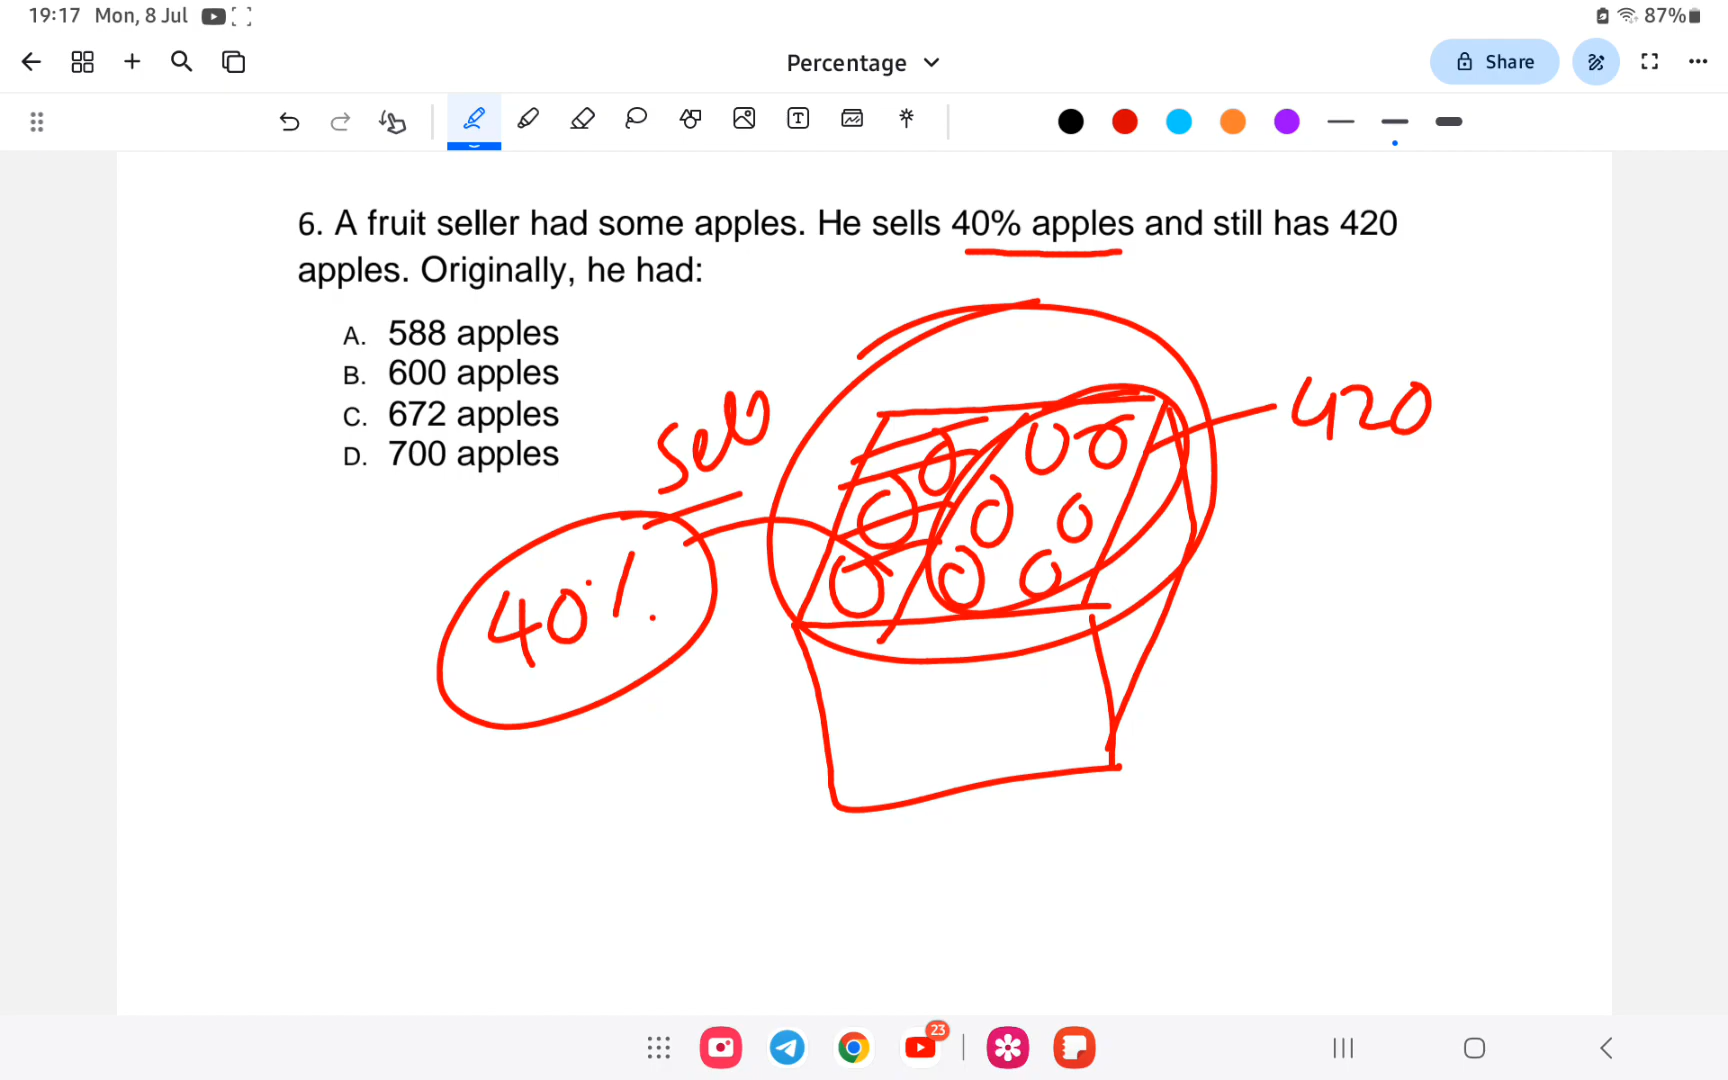 19:17 Mon, 8 Jul
87%
Percentage
Share
6. A fruit seller had some apples. He sells 40% apples and still has 420
apples. Originally, he had:
A. 588 apples
B. 600 apples
C. 672 apples
D. 700 apples
420
40%
23